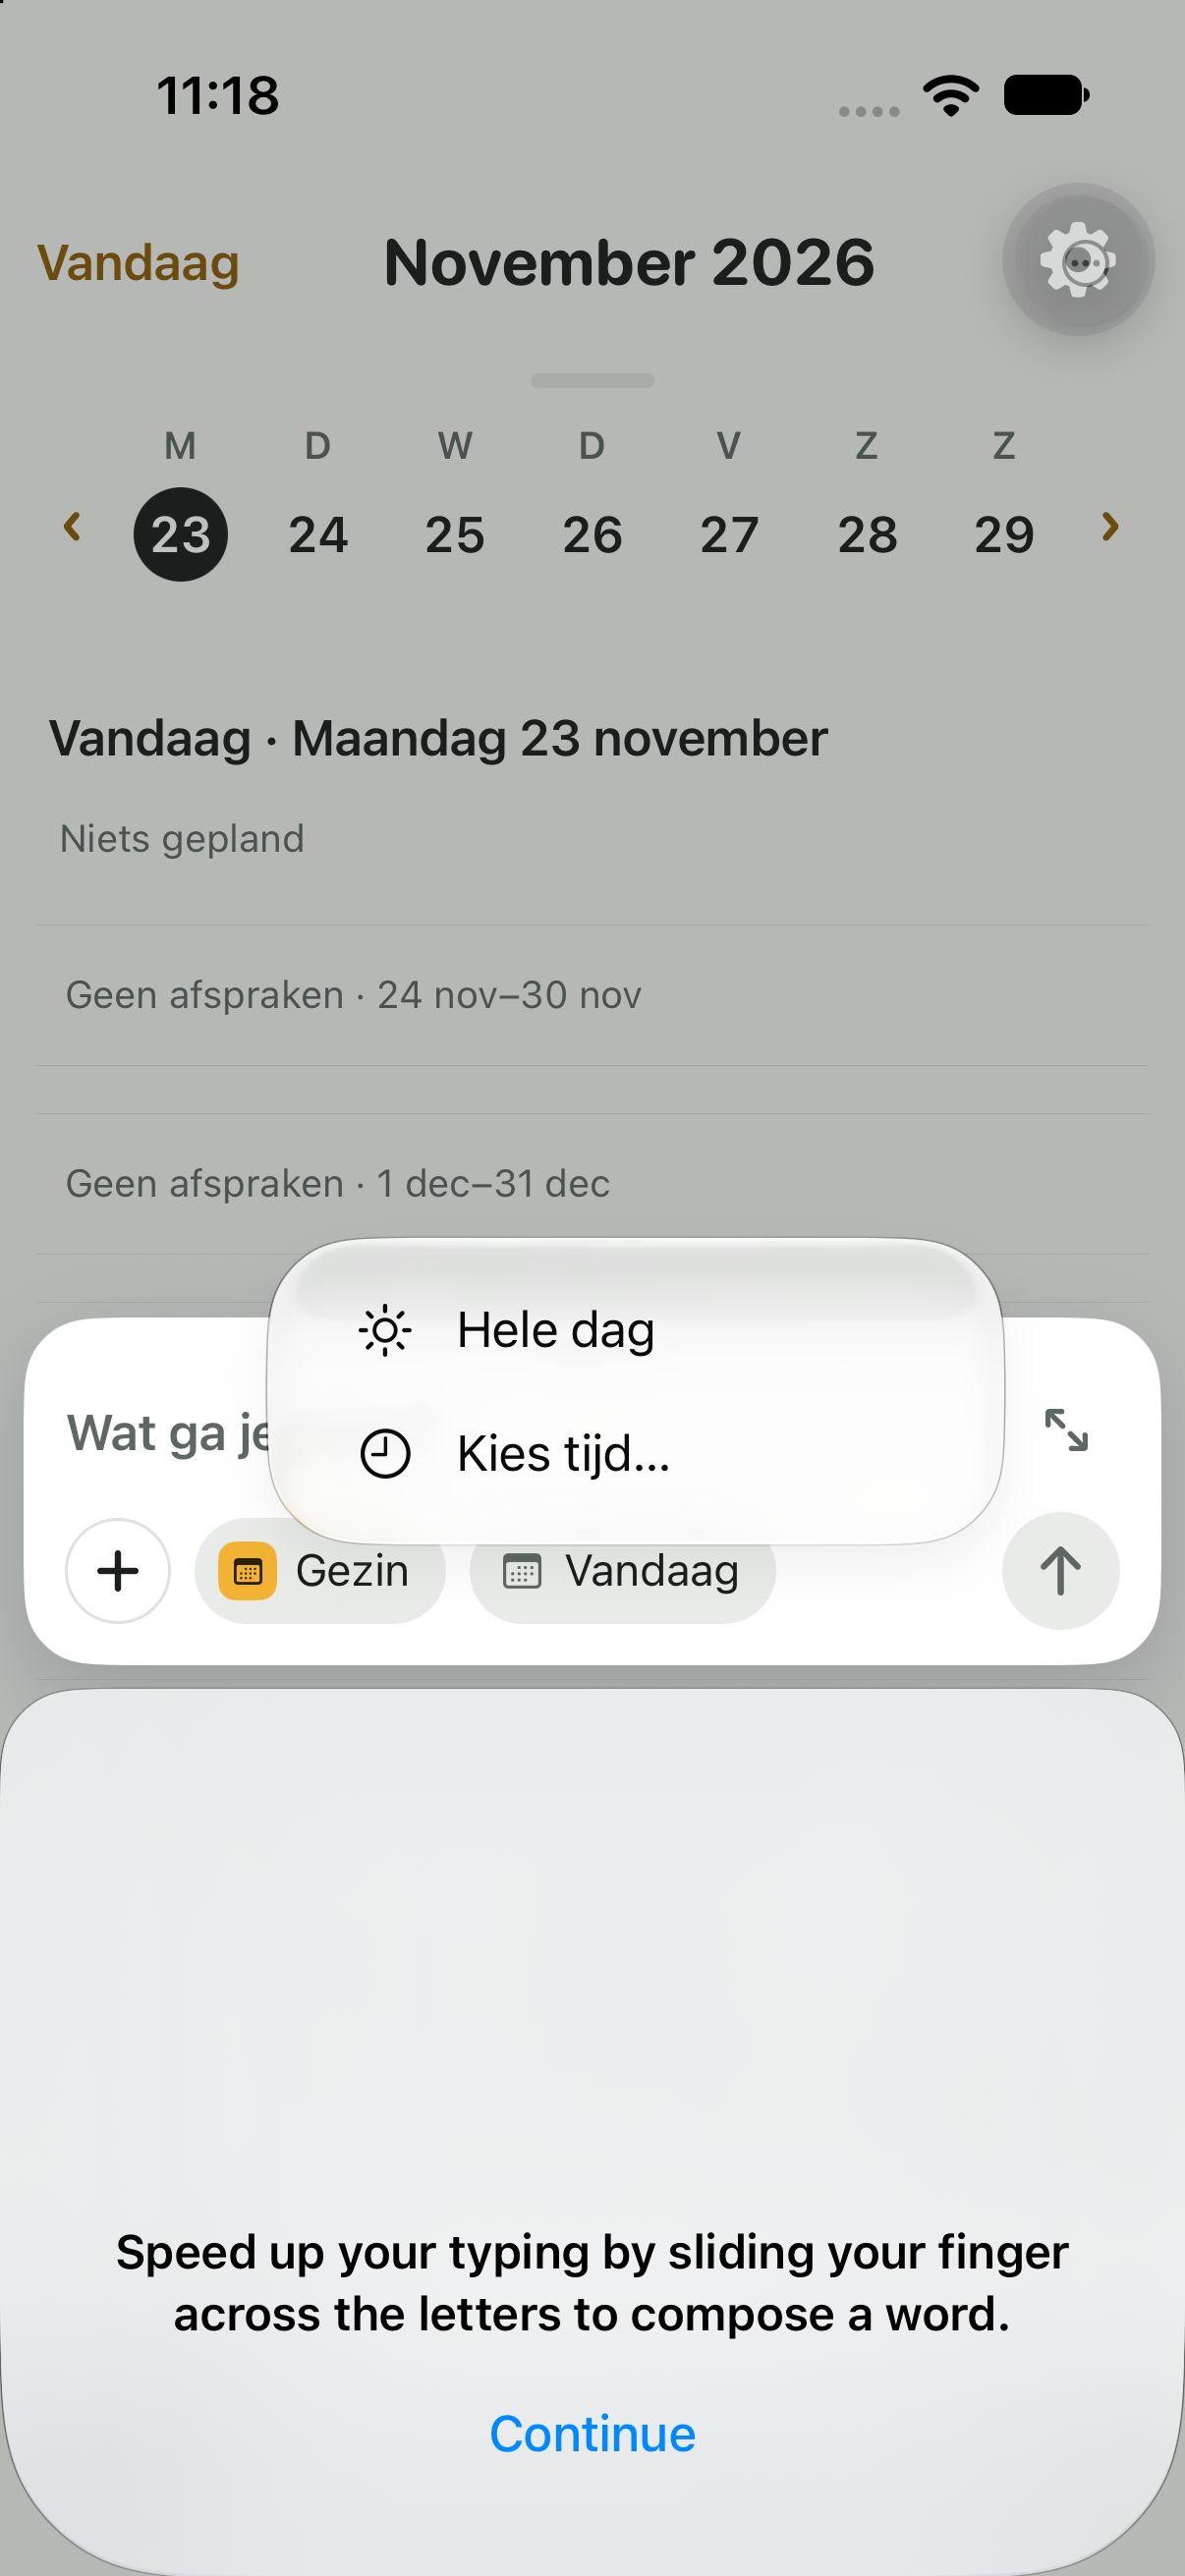 11:18
Vandaag
November 2026
M D W D V Z Z
23 24 25 26 27 28 29
Vandaag · Maandag 23 november
Niets gepland
Geen afspraken · 24 nov–30 nov
Geen afspraken · 1 dec–31 dec
Hele dag
Wat ga je
Kies tijd...
Gezin
Vandaag
Speed up your typing by sliding your finger
across the letters to compose a word.
Continue